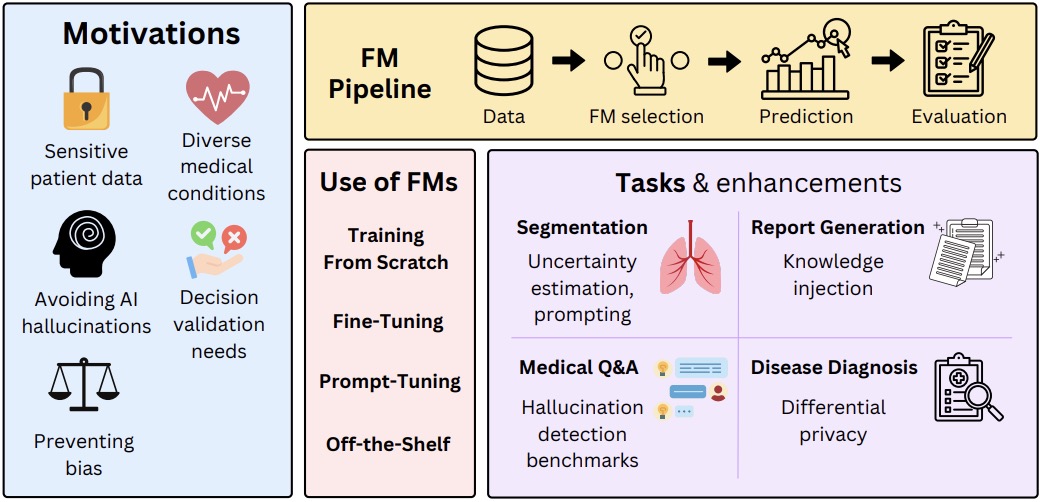 Motivations
Sensitive
patient data
Diverse
medical
conditions
Avoiding AI
hallucinations
Decision
validation
needs
Preventing
bias
FM
Pipeline
Data
FM selection
Prediction
Evaluation
Use of FMs
Training
From Scratch
Fine-Tuning
Prompt-Tuning
Off-the-Shelf
Tasks & enhancements
Segmentation
Uncertainty
estimation,
prompting
Report Generation
Knowledge
injection
Medical Q&A
Hallucination
detection
benchmarks
Disease Diagnosis
Differential
privacy